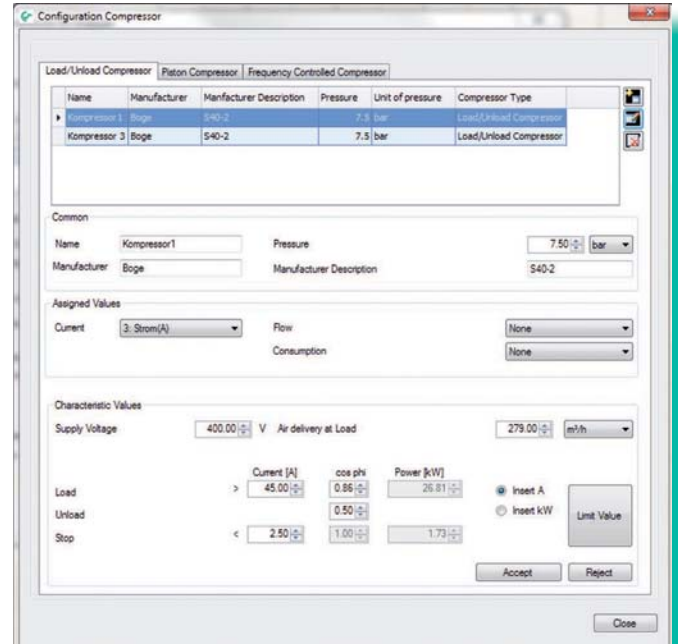 Configuration Compressor
Load/Unload Compressor Piston Compressor Frequency Controlled Compressor
Name Manufacturer Manfacturer Description Pressure Unit of pressure Compressor Type
Kompressor 1 Boge S40-2 7.5 bar Load/Unload Compressor
Kompressor 3 Boge S40-2 7.5 bar Load/Unload Compressor
Common
Name Kompressor1 Pressure 7.50 bar
Manufacturer Boge Manufacturer Description S40-2
Assigned Values
Current 3: Strom(A) Flow None
Consumption None
Characteristic Values
Supply Voltage 400.00 V Air delivery at Load 279.00 m³/h
Current [A] cos phi Power [kW]
Load > 45.00 0.86 26.81 Insert A
Unload 0.50 Insert kW Limit Value
Stop < 2.50 1.00 1.73
Accept Reject
Close